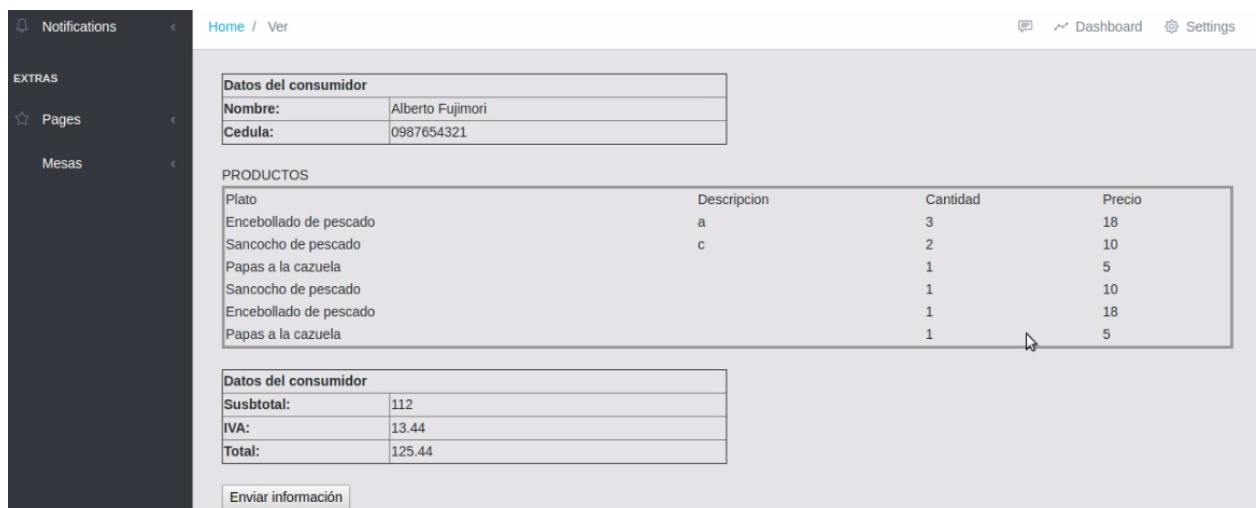 Notifications
Home / Ver
Dashboard
Settings
EXTRAS
Pages
Mesas
Datos del consumidor
Nombre: Alberto Fujimori
Cedula: 0987654321
PRODUCTOS
Plato Descripcion Cantidad Precio
Encebollado de pescado a 3 18
Sancocho de pescado c 2 10
Papas a la cazuela 1 5
Sancocho de pescado 1 10
Encebollado de pescado 1 18
Papas a la cazuela 1 5
Datos del consumidor
Susbtotal: 112
IVA: 13.44
Total: 125.44
Enviar información